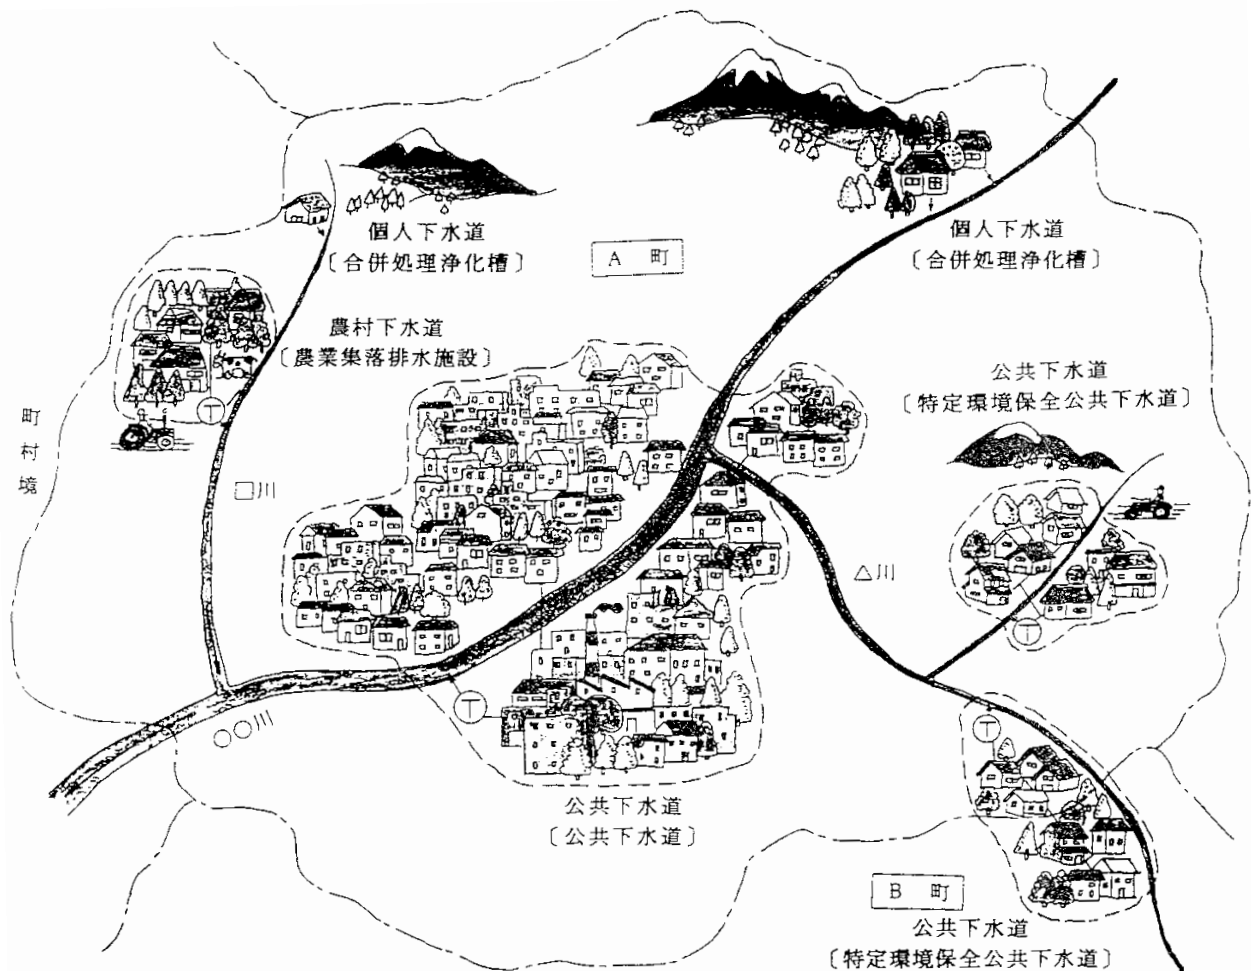 個人下水道
〔合併処理浄化槽〕
A 町
個人下水道
〔合併処理浄化槽〕
農村下水道
〔農業集落排水施設〕
公共下水道
〔特定環境保全公共下水道〕
町村境
□川
△川
○○川
T
T
T
T
公共下水道
〔公共下水道〕
B 町
公共下水道
〔特定環境保全公共下水道〕